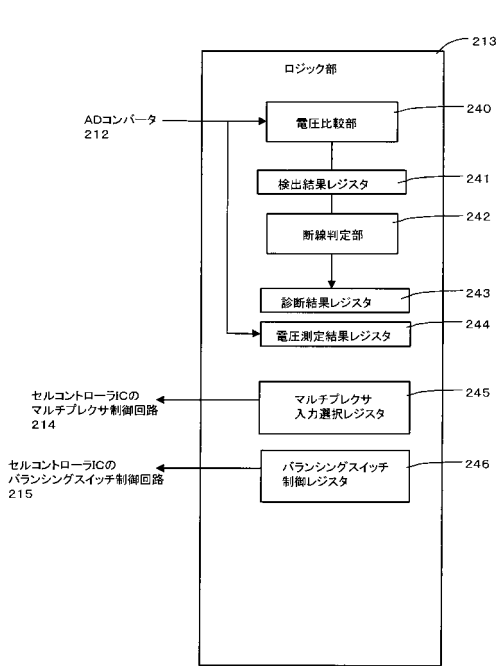 213
ロジック部
240
ADコンバータ
212
電圧比較部
241
検出結果レジスタ
242
断線判定部
243
診断結果レジスタ
244
電圧測定結果レジスタ
245
セルコントローラICの
マルチプレクサ制御回路
214
マルチプレクサ
入力選択レジスタ
246
セルコントローラICの
バランシングスイッチ制御回路
215
バランシングスイッチ
制御レジスタ